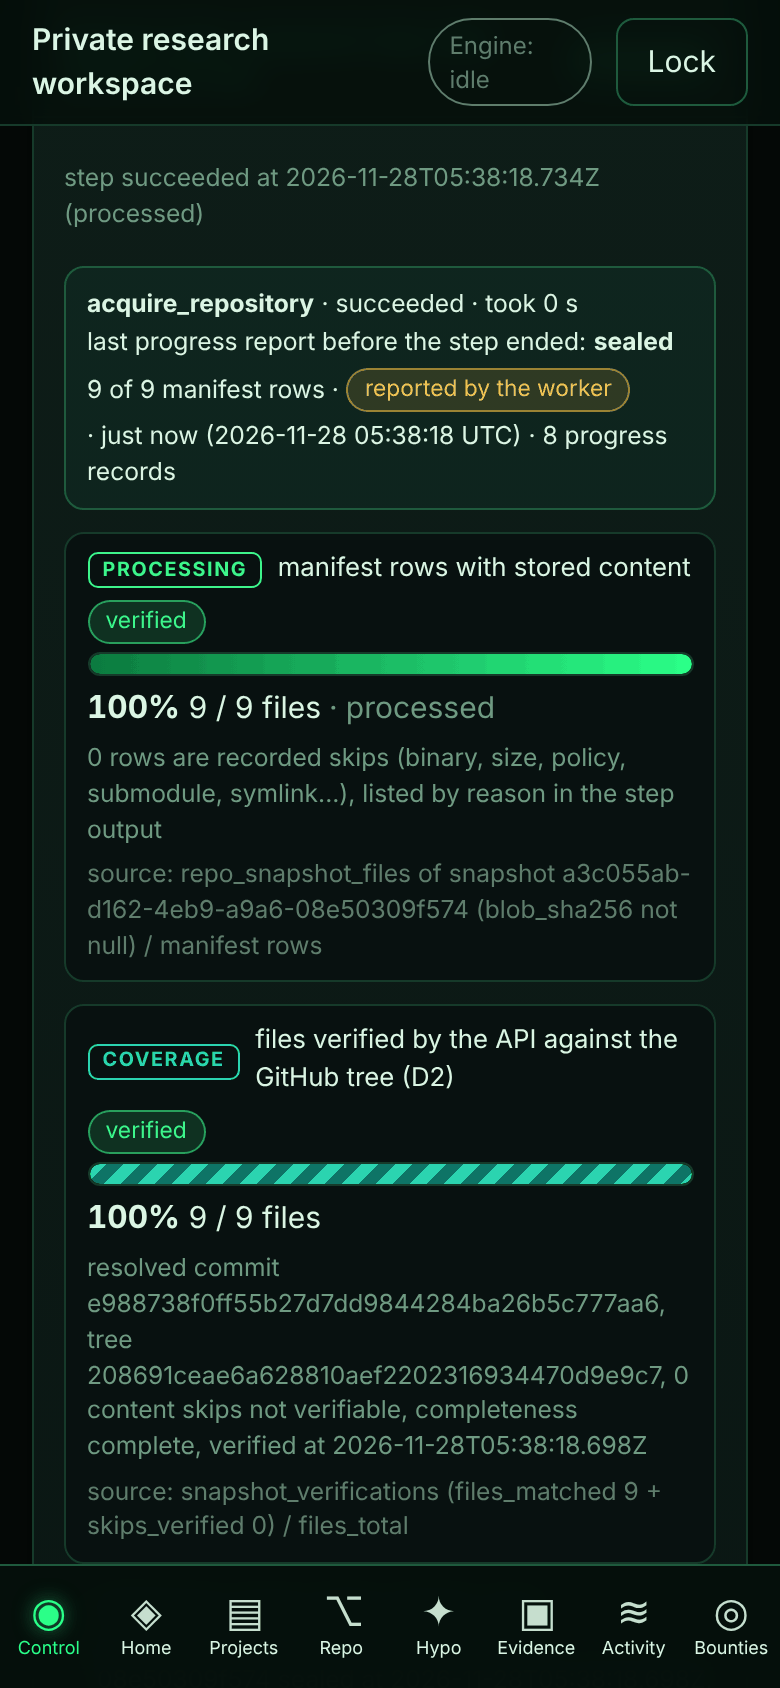 Private research
workspace
Engine:
idle
Lock
step succeeded at 2026-11-28T05:38:18.734Z
(processed)
acquire_repository · succeeded · took 0 s
last progress report before the step ended: sealed
9 of 9 manifest rows · reported by the worker
· just now (2026-11-28 05:38:18 UTC) · 8 progress
records
PROCESSING manifest rows with stored content
verified
100% 9 / 9 files · processed
0 rows are recorded skips (binary, size, policy,
submodule, symlink…), listed by reason in the step
output
source: repo_snapshot_files of snapshot a3c055ab-
d162-4eb9-a9a6-08e50309f574 (blob_sha256 not
null) / manifest rows
COVERAGE files verified by the API against the
GitHub tree (D2)
verified
100% 9 / 9 files
resolved commit
e988738f0ff55b27d7dd9844284ba26b5c777aa6,
tree
208691ceae6a628810aef2202316934470d9e9c7, 0
content skips not verifiable, completeness
complete, verified at 2026-11-28T05:38:18.698Z
source: snapshot_verifications (files_matched 9 +
skips_verified 0) / files_total
Control Home Projects Repo Hypo Evidence Activity Bounties